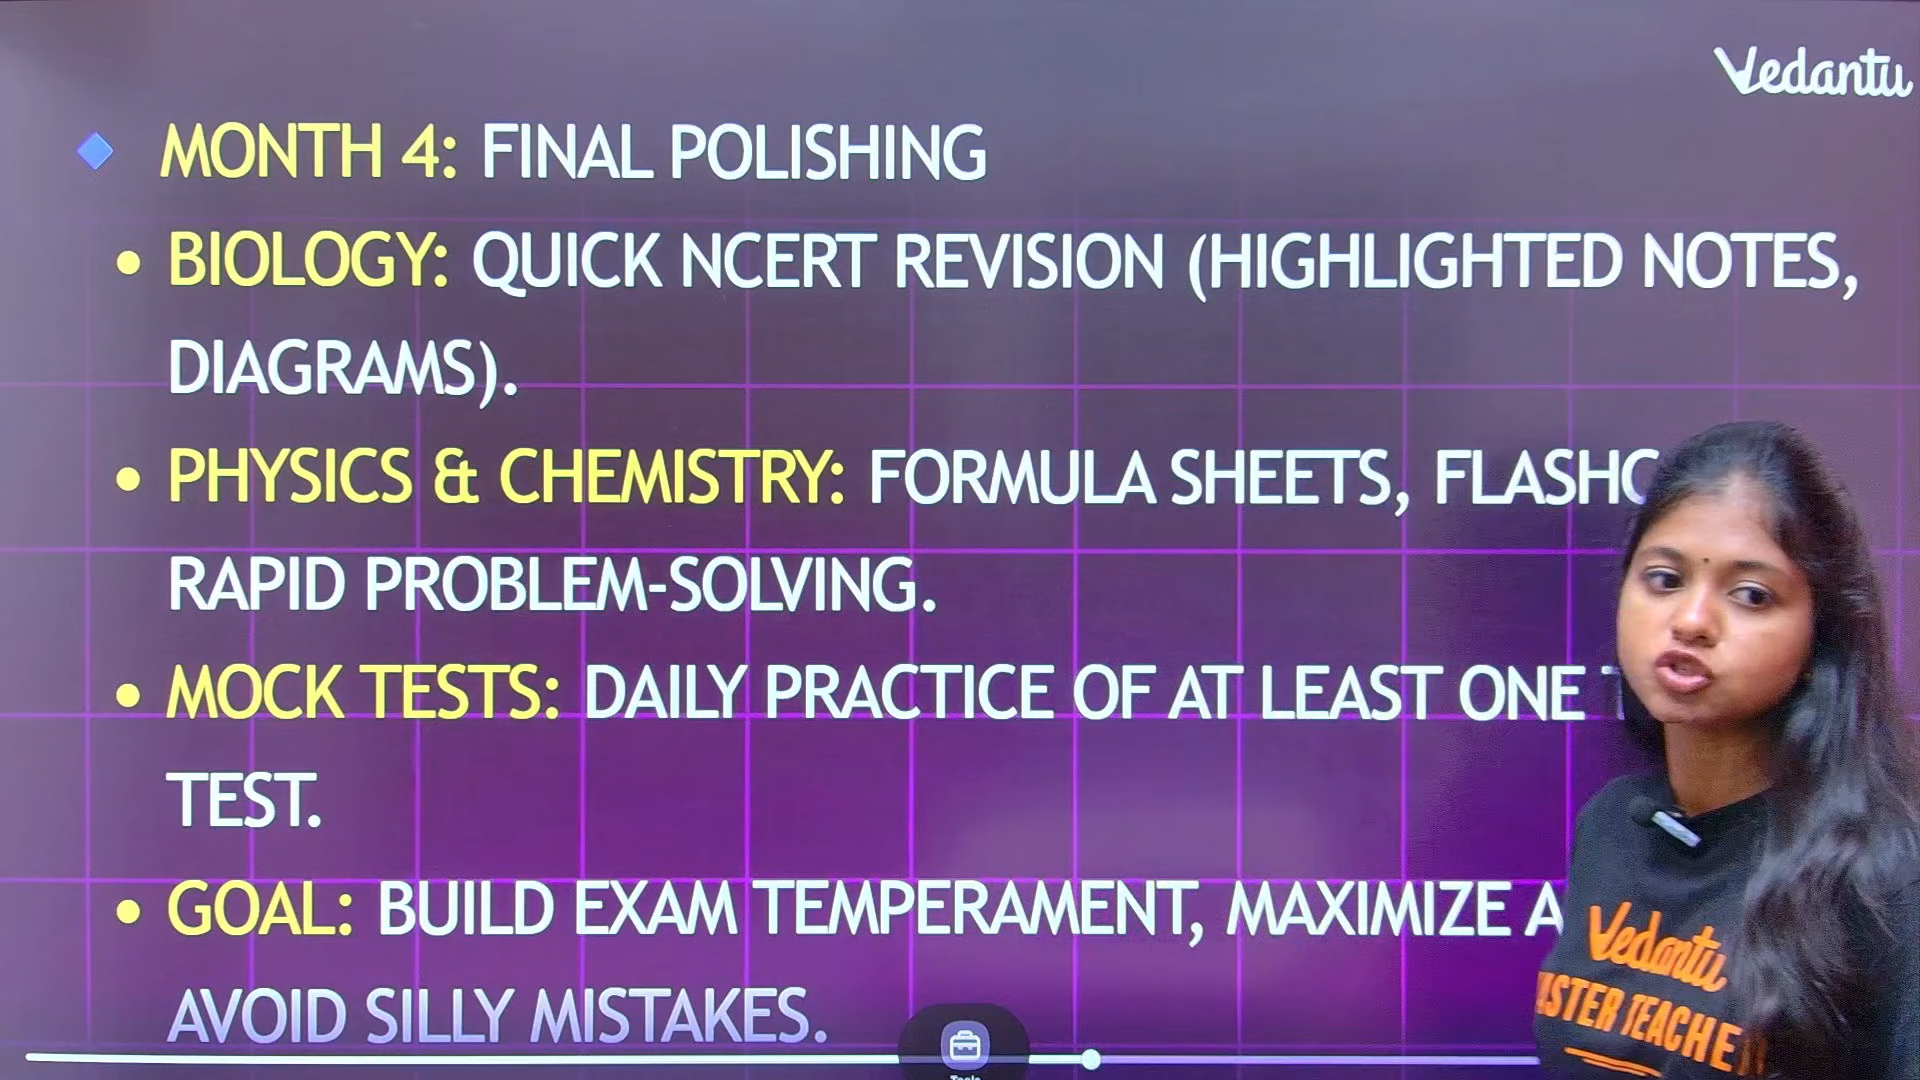 Vedantu
MONTH 4: FINAL POLISHING
• BIOLOGY: QUICK NCERT REVISION (HIGHLIGHTED NOTES,
DIAGRAMS).
• PHYSICS & CHEMISTRY: FORMULA SHEETS,
RAPID PROBLEM-SOLVING.
• MOCK TESTS: DAILY PRACTICE OF AT LEAST ONE
TEST.
• GOAL: BUILD EXAM TEMPERAMENT, MAXIMIZE
AVOID SILLY MISTAKES.
Vedantu